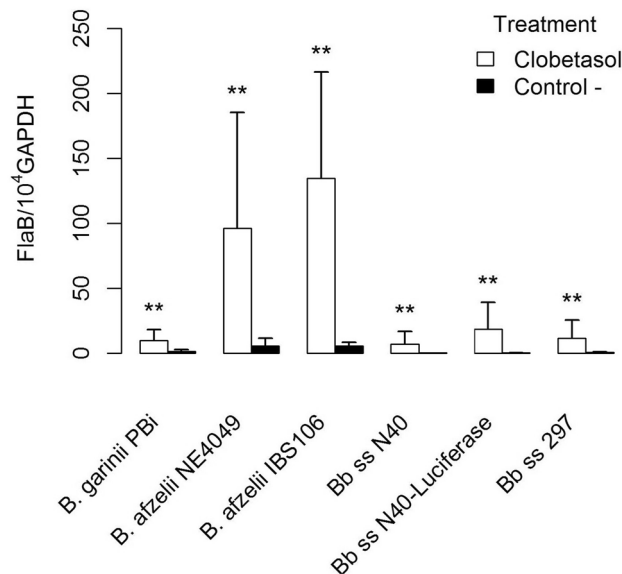 Treatment
Clobetasol
Control -
FlaB/10⁴GAPDH
250
200
150
100
50
0
**
**
**
**
**
**
B. garinii PBi
B. afzelii NE4049
B. afzelii IBS106
Bb ss N40
Bb ss N40-Luciferase
Bb ss 297